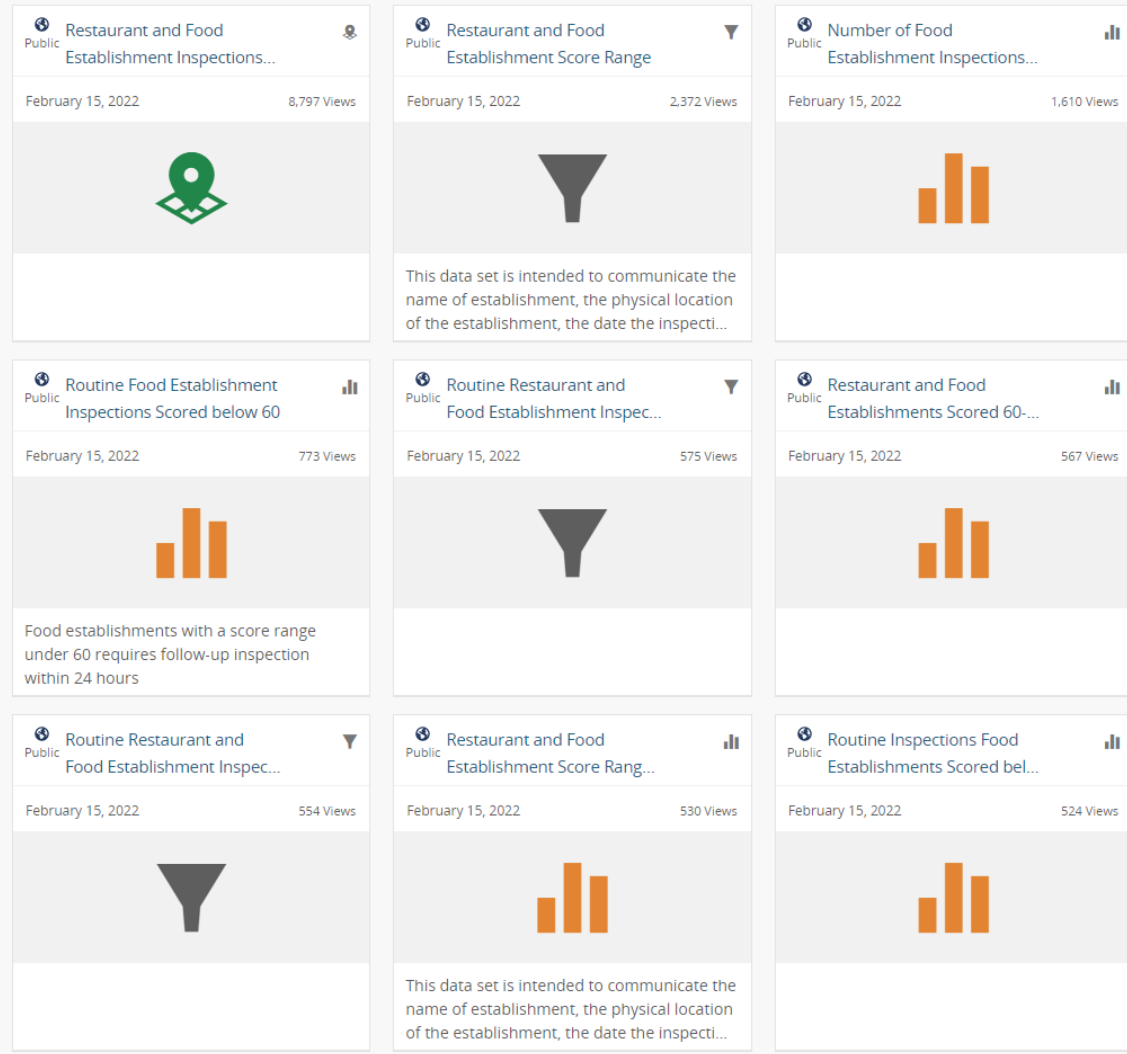 Public
Restaurant and Food
Establishment Inspections...
February 15, 2022
8,797 Views
Public
Restaurant and Food
Establishment Score Range
February 15, 2022
2,372 Views
This data set is intended to communicate the
name of establishment, the physical location
of the establishment, the date the inspecti...
Public
Number of Food
Establishment Inspections...
February 15, 2022
1,610 Views
Public
Routine Food Establishment
Inspections Scored below 60
February 15, 2022
773 Views
Food establishments with a score range
under 60 requires follow-up inspection
within 24 hours
Public
Routine Restaurant and
Food Establishment Inspec...
February 15, 2022
575 Views
Public
Restaurant and Food
Establishments Scored 60-...
February 15, 2022
567 Views
Public
Routine Restaurant and
Food Establishment Inspec...
February 15, 2022
554 Views
Public
Restaurant and Food
Establishment Score Rang...
February 15, 2022
530 Views
This data set is intended to communicate the
name of establishment, the physical location
of the establishment, the date the inspecti...
Public
Routine Inspections Food
Establishments Scored bel...
February 15, 2022
524 Views